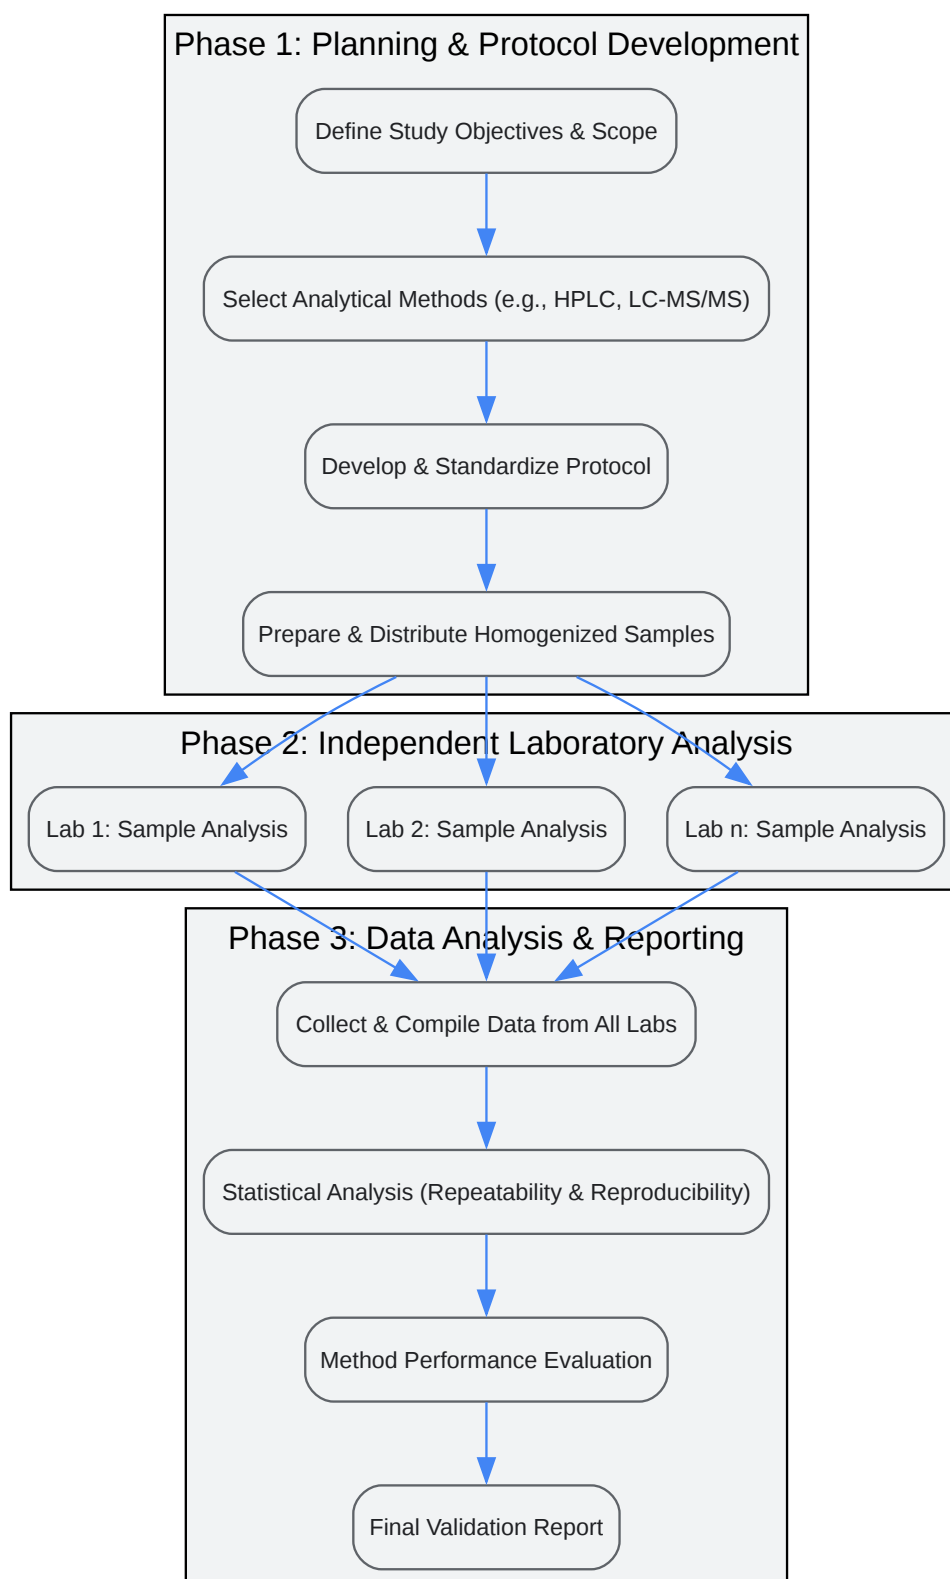 Phase 1: Planning & Protocol Development
Define Study Objectives & Scope
Select Analytical Methods (e.g., HPLC, LC-MS/MS)
Develop & Standardize Protocol
Prepare & Distribute Homogenized Samples
Phase 2: Independent Laboratory Analysis
Lab 1: Sample Analysis
Lab 2: Sample Analysis
Lab n: Sample Analysis
Phase 3: Data Analysis & Reporting
Collect & Compile Data from All Labs
Statistical Analysis (Repeatability & Reproducibility)
Method Performance Evaluation
Final Validation Report